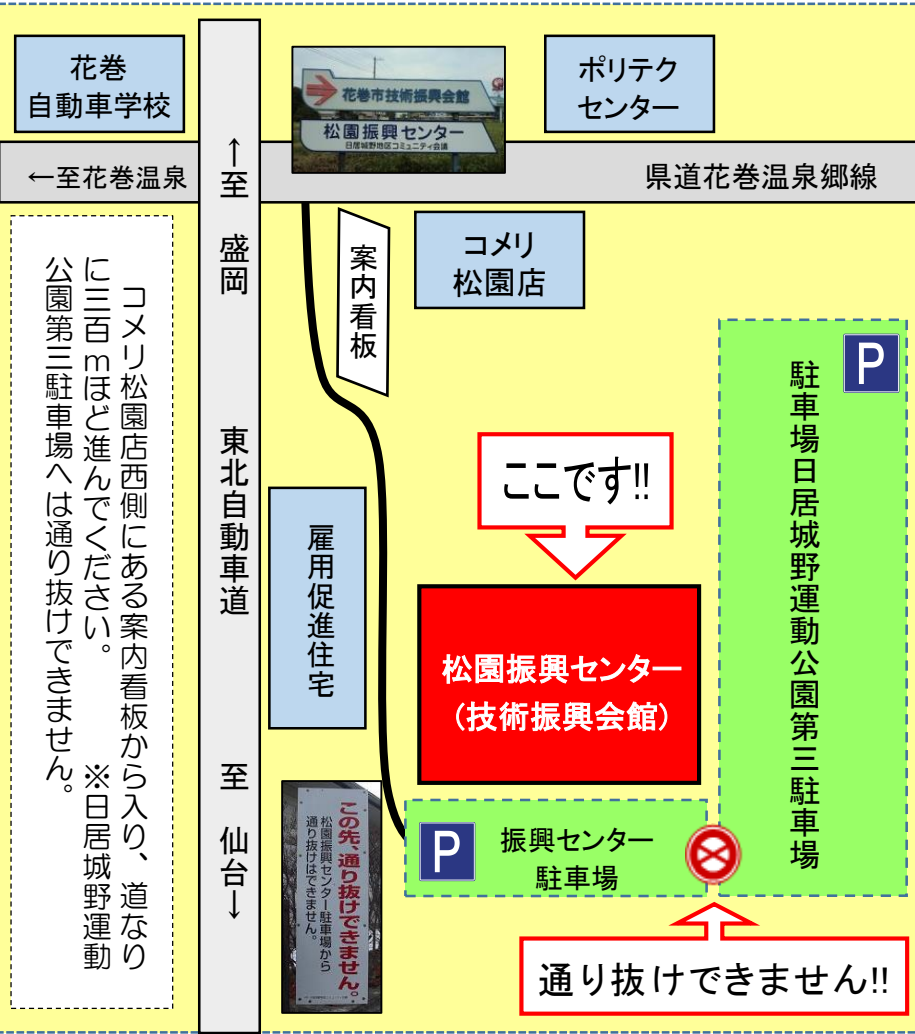 花巻
自動車学校
花巻市技術振興会館
松園振興センター
日居城野地区コミュニティ会議
ポリテク
センター
←至花巻温泉
県道花巻温泉郷線
←至　盛岡
東北自動車道
至　仙台→
案内看板
コメリ
松園店
コメリ松園店西側にある案内看板から入り、道なり
に三百mほど進んでください。　※日居城野運動
公園第三駐車場へは通り抜けできません。
P
駐車場日居城野運動公園第三駐車場
ここです!!
雇用促進住宅
松園振興センター
(技術振興会館)
この先、通り抜けできません。
松園振興センター駐車場から
通り抜けはできません。
P
振興センター
駐車場
通り抜けできません!!